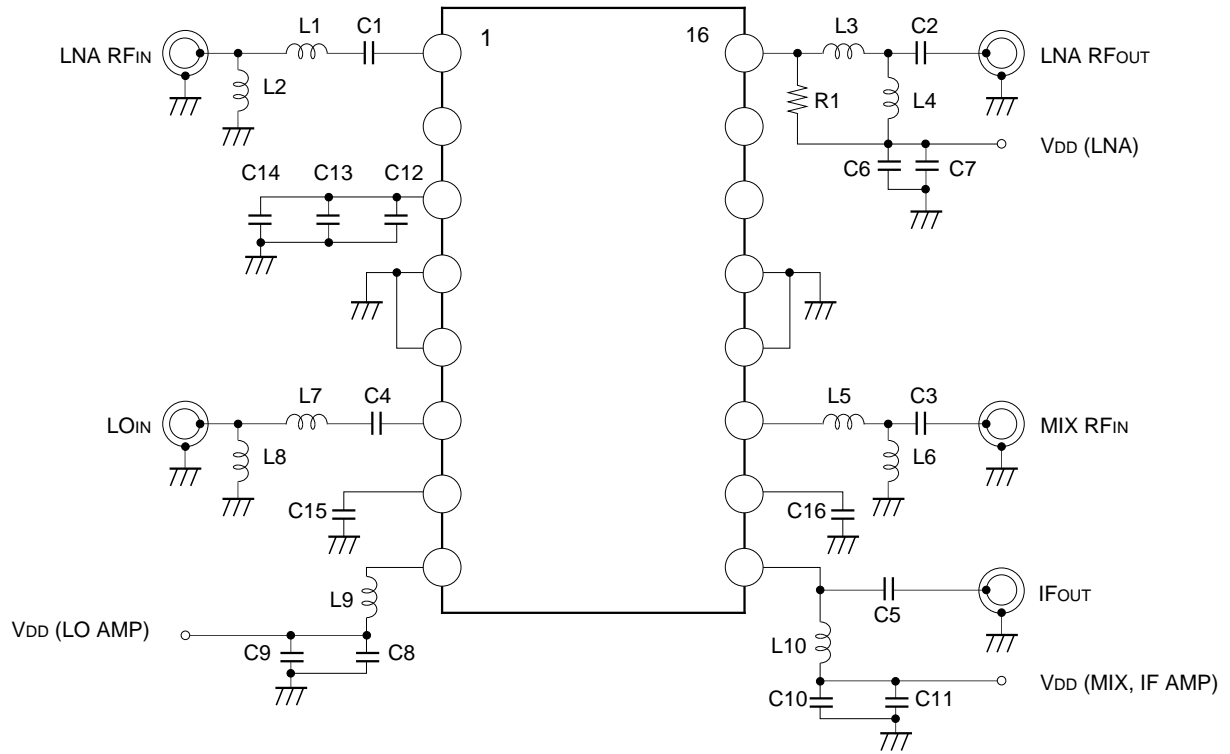 L1
C1
1
16
L3
C2
LNA RFIN
LNA RFOUT
L2
R1
L4
VDD (LNA)
C6
C7
C14
C13
C12
L7
C4
L5
C3
LOIN
MIX RFIN
L8
L6
C15
C16
L9
IFOUT
C5
VDD (LO AMP)
C9
C8
L10
VDD (MIX, IF AMP)
C10
C11